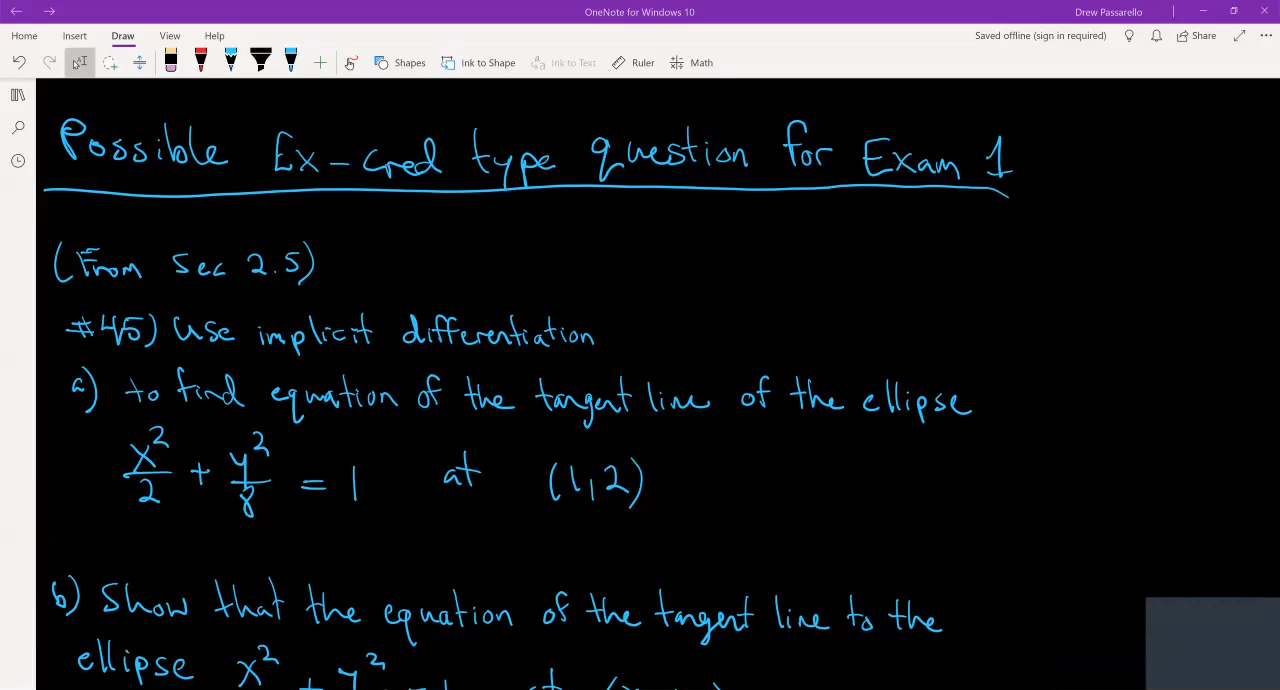 OneNote for Windows 10
Drew Passarello
Home Insert Draw View Help
Saved offline (sign in required)
Share
Shapes
Ink to Shape
Ink to Text
Ruler
Math
Possible Ex-cred type question for Exam 1
(From Sec 2.5)
#45) Use implicit differentiation
a) to find equation of the tangent line of the ellipse
x²/2 + y²/8 = 1 at (1,2)
b) Show that the equation of the tangent line to the
ellipse x² + y²